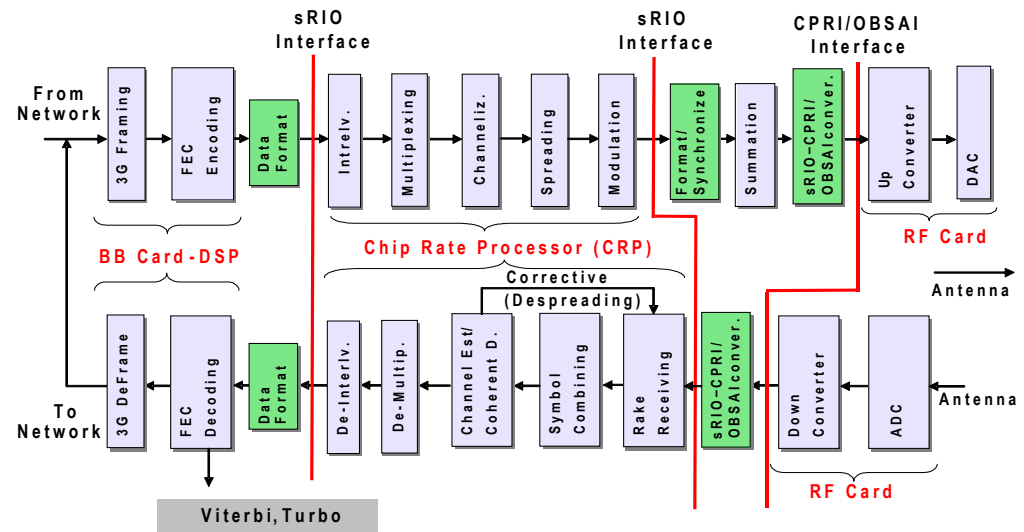 sRIO
Interface
sRIO
Interface
CPRI/OBSAI
Interface
From
Network
3G Framing
FEC
Encoding
Data
Format
Intrelv.
Multiplexing
Channeliz.
Spreading
Modulation
Format/
Synchronize
Summation
sRIO-CPRI/
OBSAIconver.
Up
Converter
DAC
BB Card-DSP
Chip Rate Processor (CRP)
RF Card
Antenna
Corrective
(Despreading)
To
Network
3G DeFrame
FEC
Decoding
Data
Format
De-Interlv.
De-Multip.
Channel Est/
Coherent D.
Symbol
Combining
Rake
Receiving
sRIO-CPRI/
OBSAIconver.
Down
Converter
ADC
Antenna
RF Card
Viterbi,Turbo